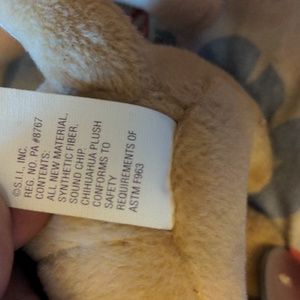 ©S.I.I., INC.
REG. NO. PA #8767
CONTENTS:
ALL NEW MATERIAL,
SYNTHETIC FIBER,
SOUND CHIP.
CHIHUAHUA PLUSH
CONFORMS TO
SAFETY
REQUIREMENTS OF
ASTM F963